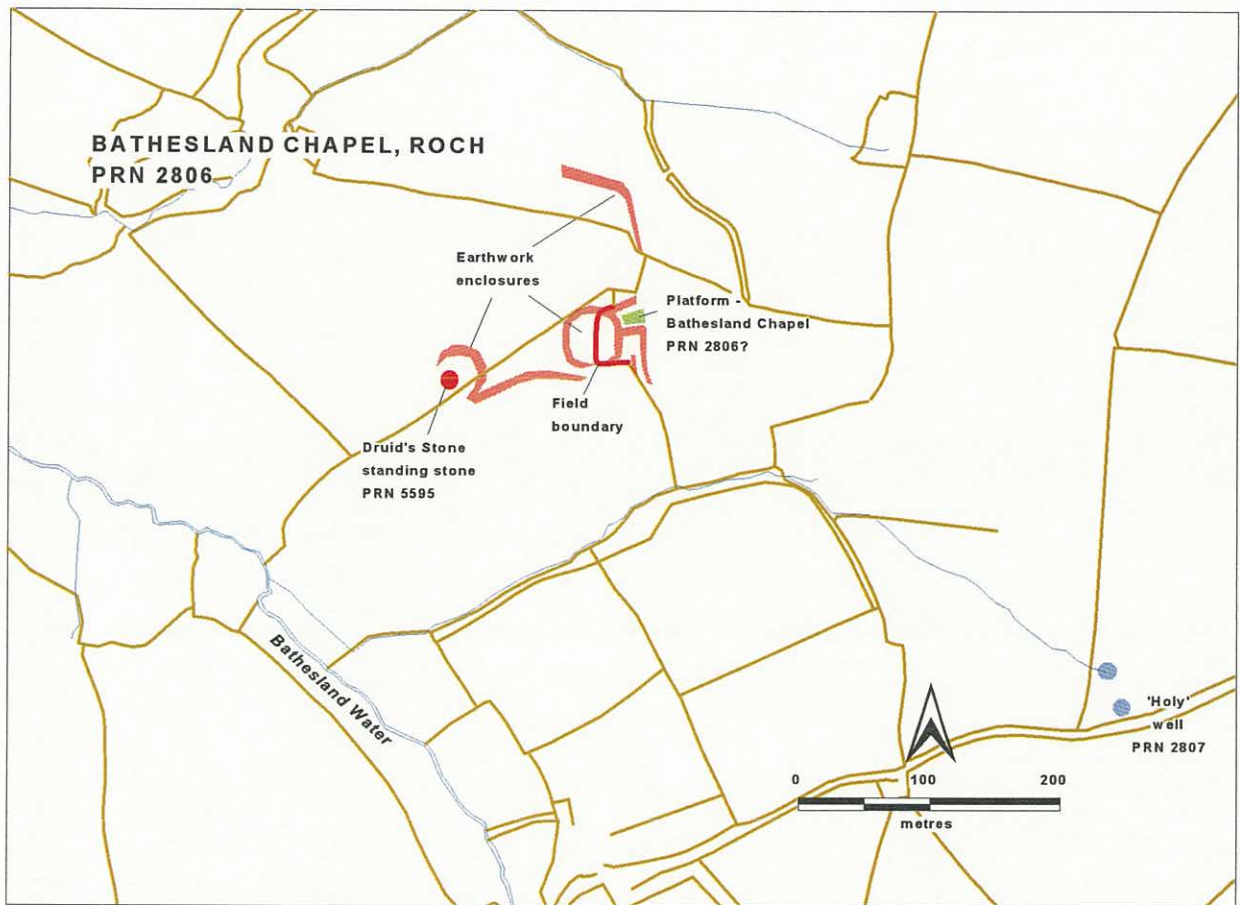 BATHESLAND CHAPEL, ROCH
PRN 2806
Earthwork
enclosures
Platform -
Bathesland Chapel
PRN 2806?
Field
boundary
Druid's Stone
standing stone
PRN 5595
Bathesland Water
'Holy'
well
PRN 2807
0 100 200
metres